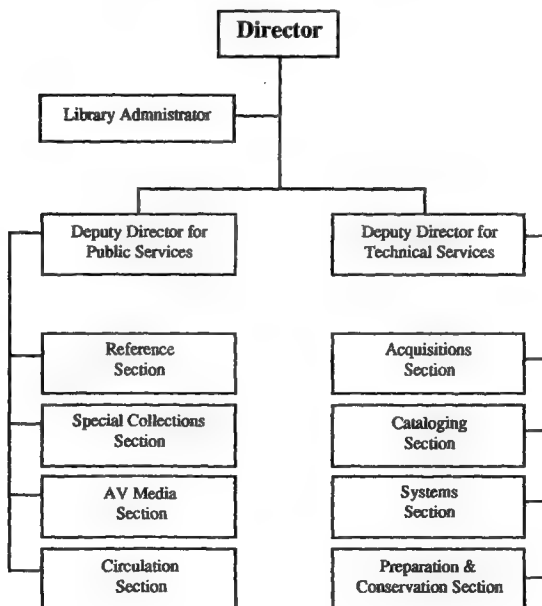 Director
Library Admnistrator
Deputy Director for
Public Services
Deputy Director for
Technical Services
Reference
Section
Acquisitions
Section
Special Collections
Section
Cataloging
Section
AV Media
Section
Systems
Section
Circulation
Section
Preparation &
Conservation Section